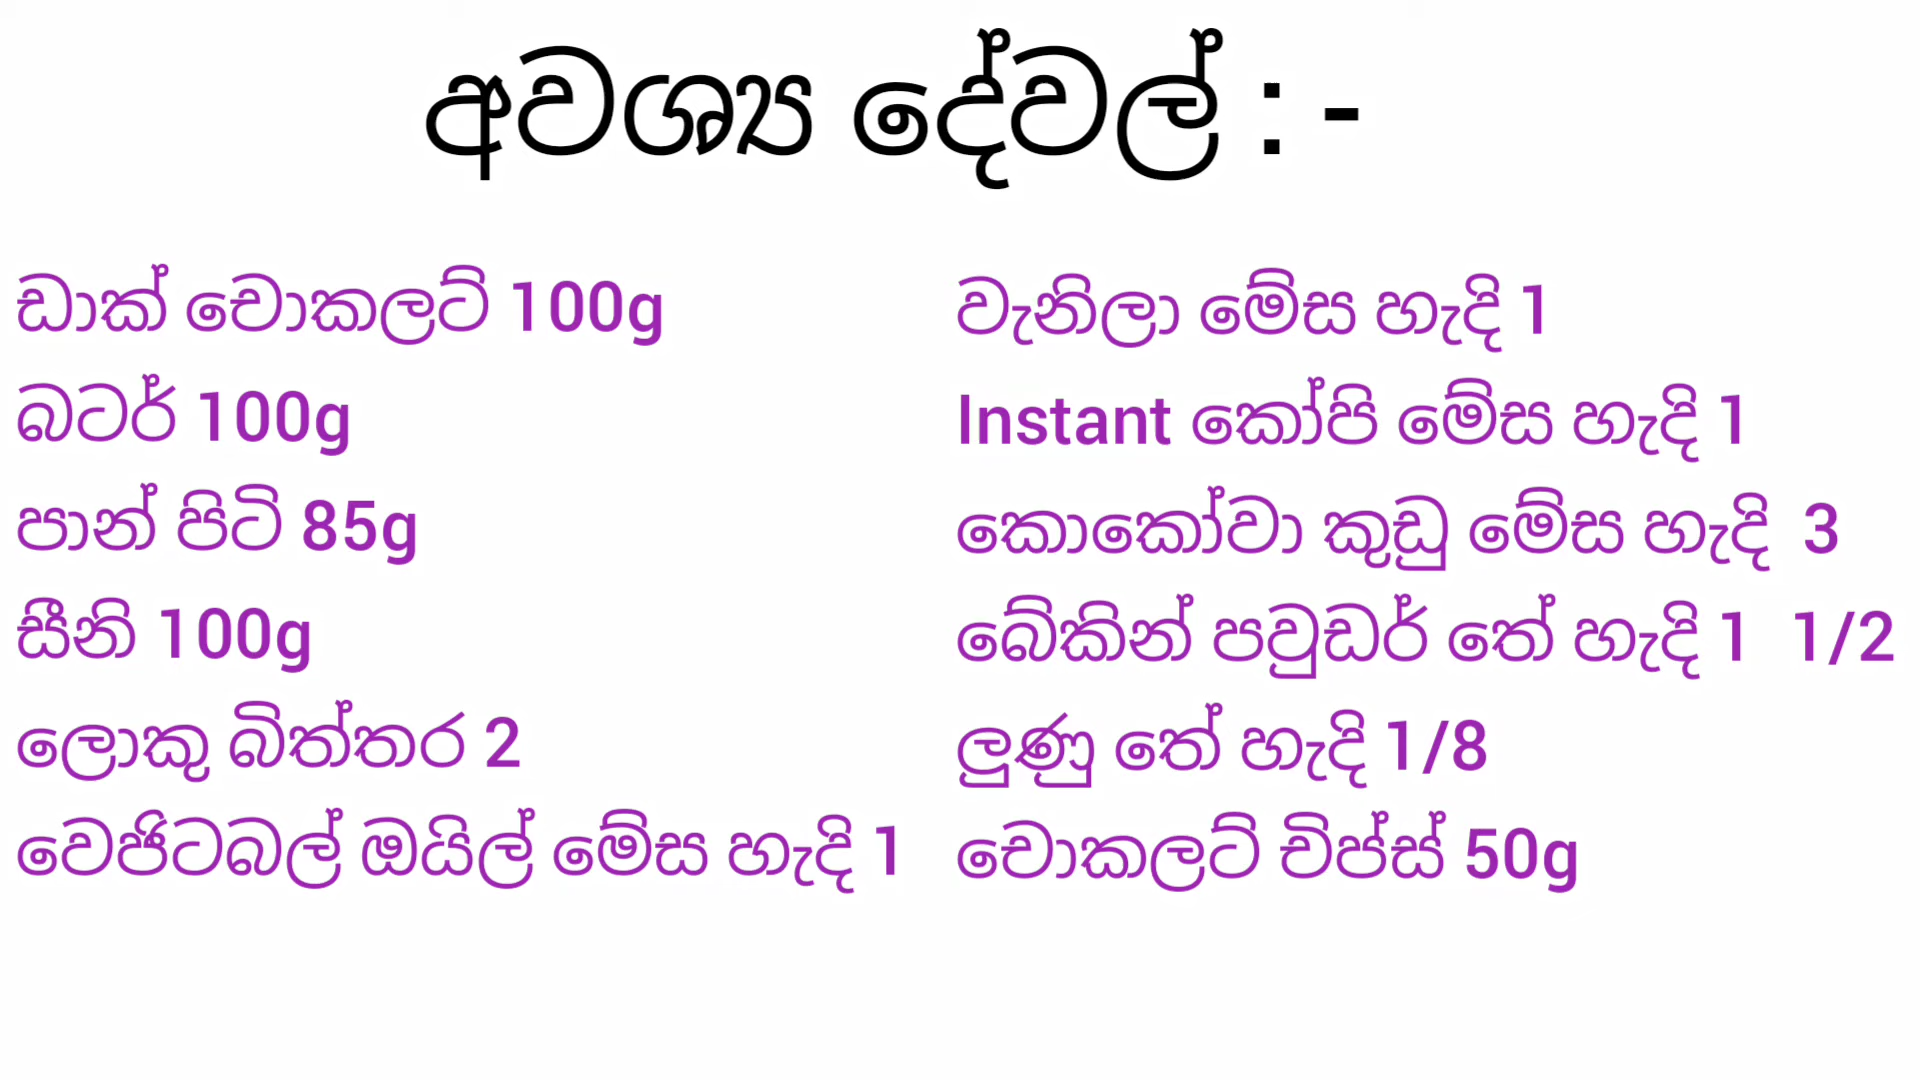 අවශ්‍ය දේවල් : -
ඩාක් චොකලට් 100g
බටර් 100g
පාන් පිටි 85g
සීනි 100g
ලොකු බිත්තර 2
වෙජිටබල් ඔයිල් මේස හැදි 1
වැනිලා මේස හැදි 1
Instant කෝපි මේස හැදි 1
කොකෝවා කුඩු මේස හැදි 3
බේකින් පවුඩර් තේ හැදි 1 1/2
ලුණු තේ හැදි 1/8
චොකලට් චිප්ස් 50g